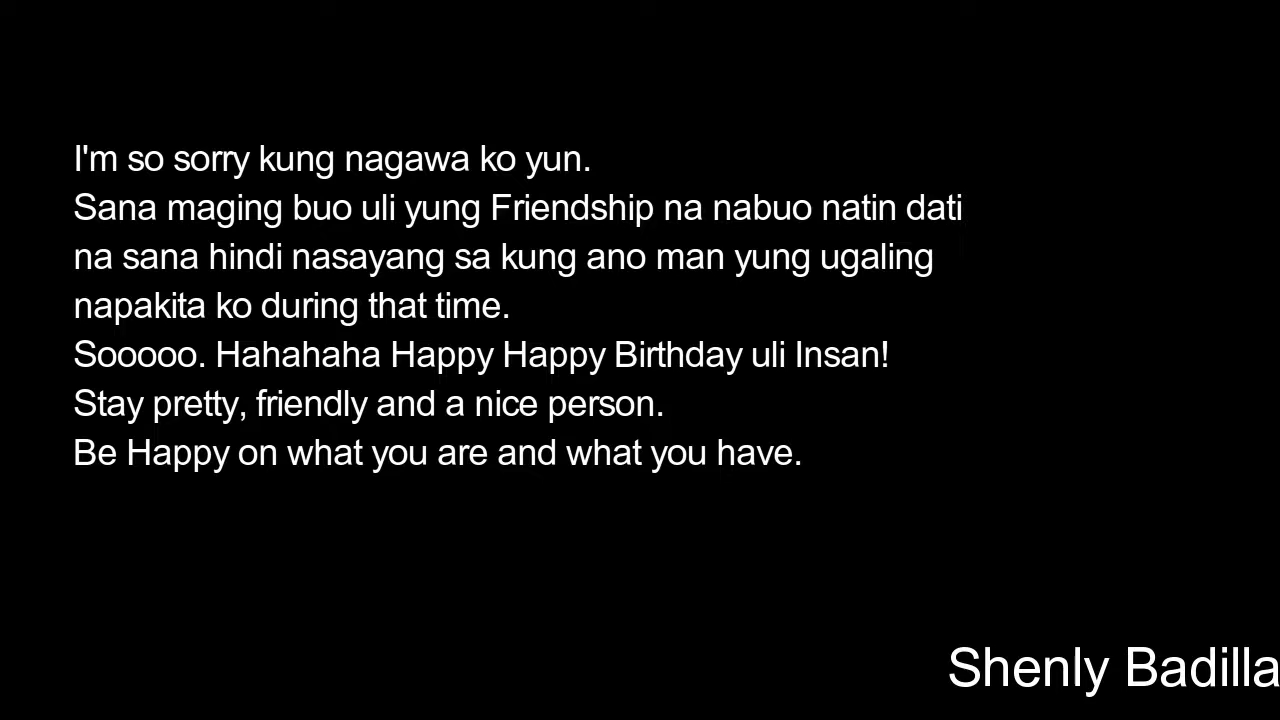 I'm so sorry kung nagawa ko yun.
Sana maging buo uli yung Friendship na nabuo natin dati
na sana hindi nasayang sa kung ano man yung ugaling
napakita ko during that time.
Sooooo. Hahahaha Happy Happy Birthday uli Insan!
Stay pretty, friendly and a nice person.
Be Happy on what you are and what you have.
Shenly Badilla